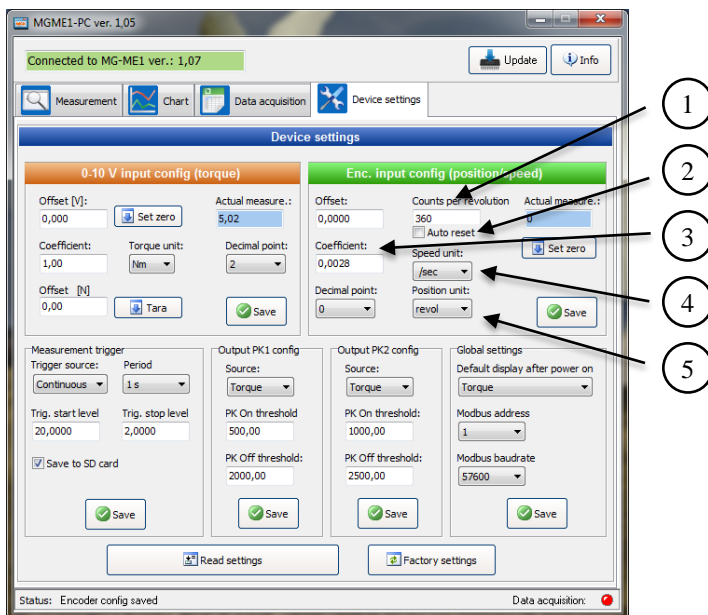 MGME1-PC ver. 1,05
Connected to MG-ME1 ver.: 1,07
Update
Info
Measurement
Chart
Data acquisition
Device settings
Device settings
0-10 V input config (torque)
Offset [V]:
Actual measure.:
0,000
Set zero
5,02
Coefficient:
Torque unit:
Decimal point:
1,00
Nm
2
Offset [N]
0,00
Tara
Save
Enc. input config (position/speed)
Offset:
Counts per revolution
Actual measure.:
0,0000
360
0
Auto reset
Coefficient:
Speed unit:
Set zero
0,0028
/sec
Decimal point:
Position unit:
0
revol
Save
1
2
3
4
5
Measurement trigger
Trigger source:
Period
Continuous
1 s
Trig. start level
Trig. stop level
20,0000
2,0000
Save to SD card
Save
Output PK1 config
Source:
Torque
PK On threshold
500,00
PK Off threshold:
2000,00
Save
Output PK2 config
Source:
Torque
PK On threshold:
1000,00
PK Off threshold:
2500,00
Save
Global settings
Default display after power on
Torque
Modbus address
1
Modbus baudrate
57600
Save
Read settings
Factory settings
Status: Encoder config saved
Data acquisition: